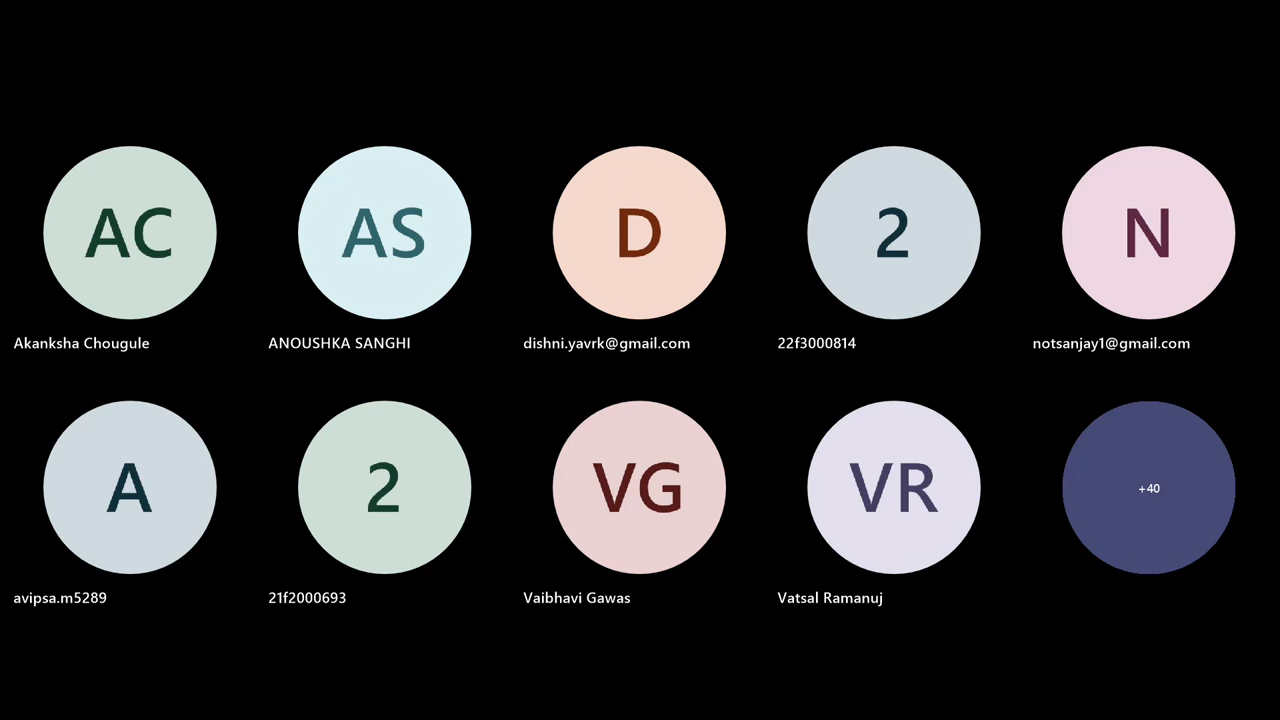 AC
AS
D
2
N
Akanksha Chougule
ANOUSHKA SANGHI
dishni.yavrk@gmail.com
22f3000814
notsanjay1@gmail.com
A
2
VG
VR
+40
avipsa.m5289
21f2000693
Vaibhavi Gawas
Vatsal Ramanuj